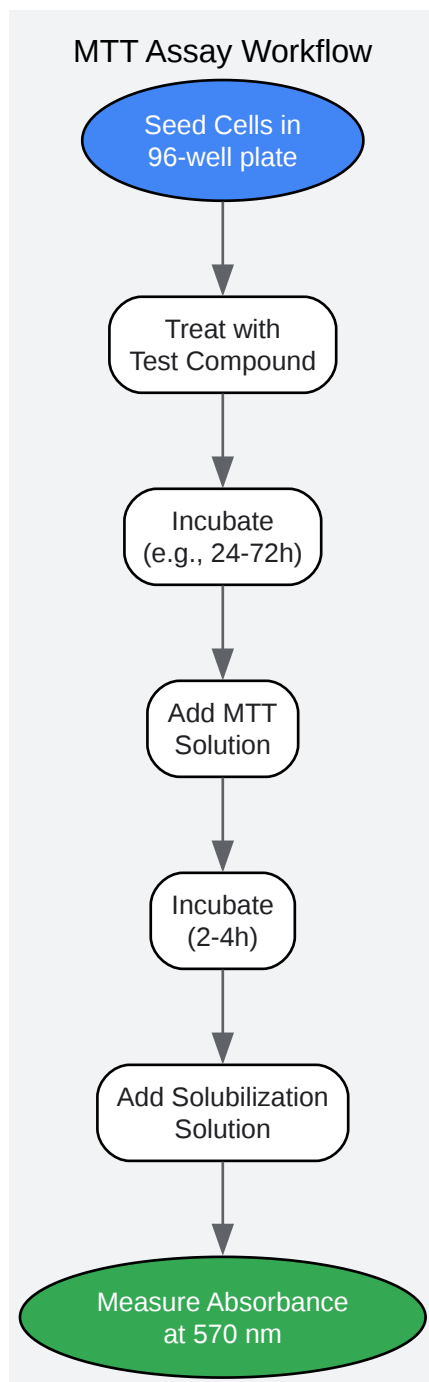 MTT Assay Workflow
Seed Cells in
96-well plate
Treat with
Test Compound
Incubate
(e.g., 24-72h)
Add MTT
Solution
Incubate
(2-4h)
Add Solubilization
Solution
Measure Absorbance
at 570 nm